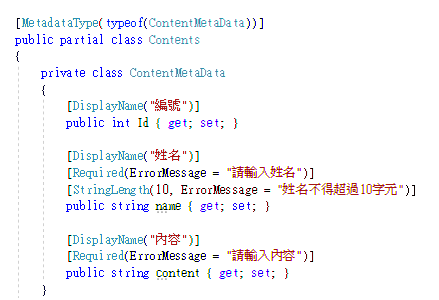 [MetadataType(typeof(ContentMetaData))]
public partial class Contents
{
private class ContentMetaData
{
[DisplayName("編號")]
public int Id { get; set; }
[DisplayName("姓名")]
[Required(ErrorMessage = "請輸入姓名")]
[StringLength(10, ErrorMessage = "姓名不得超過10字元")]
public string name { get; set; }
[DisplayName("內容")]
[Required(ErrorMessage = "請輸入內容")]
public string content { get; set; }
}